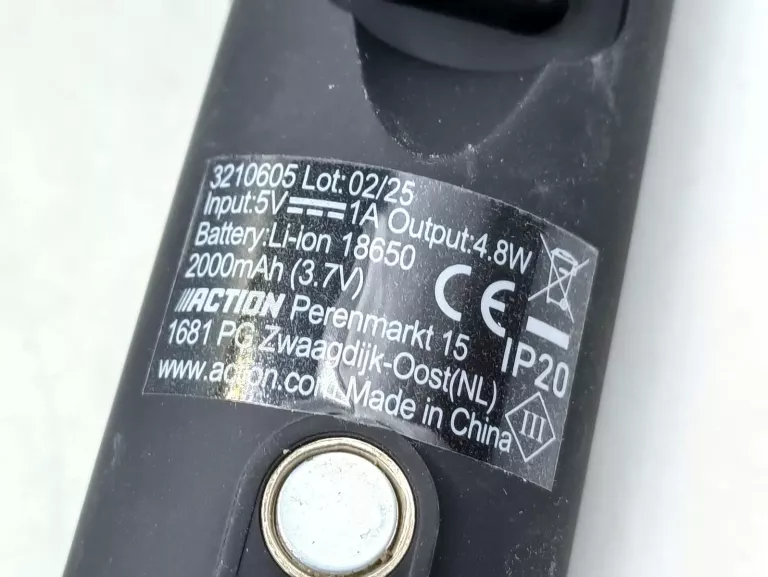 3210605 Lot: 02/25
Input:5V⎓1A Output:4.8W
Battery:Li-ion 18650
2000mAh (3.7V)
CE
///ACTION Perenmarkt 15
IP20
1681 PG Zwaagdijk-Oost(NL)
www.action.com Made in China
III